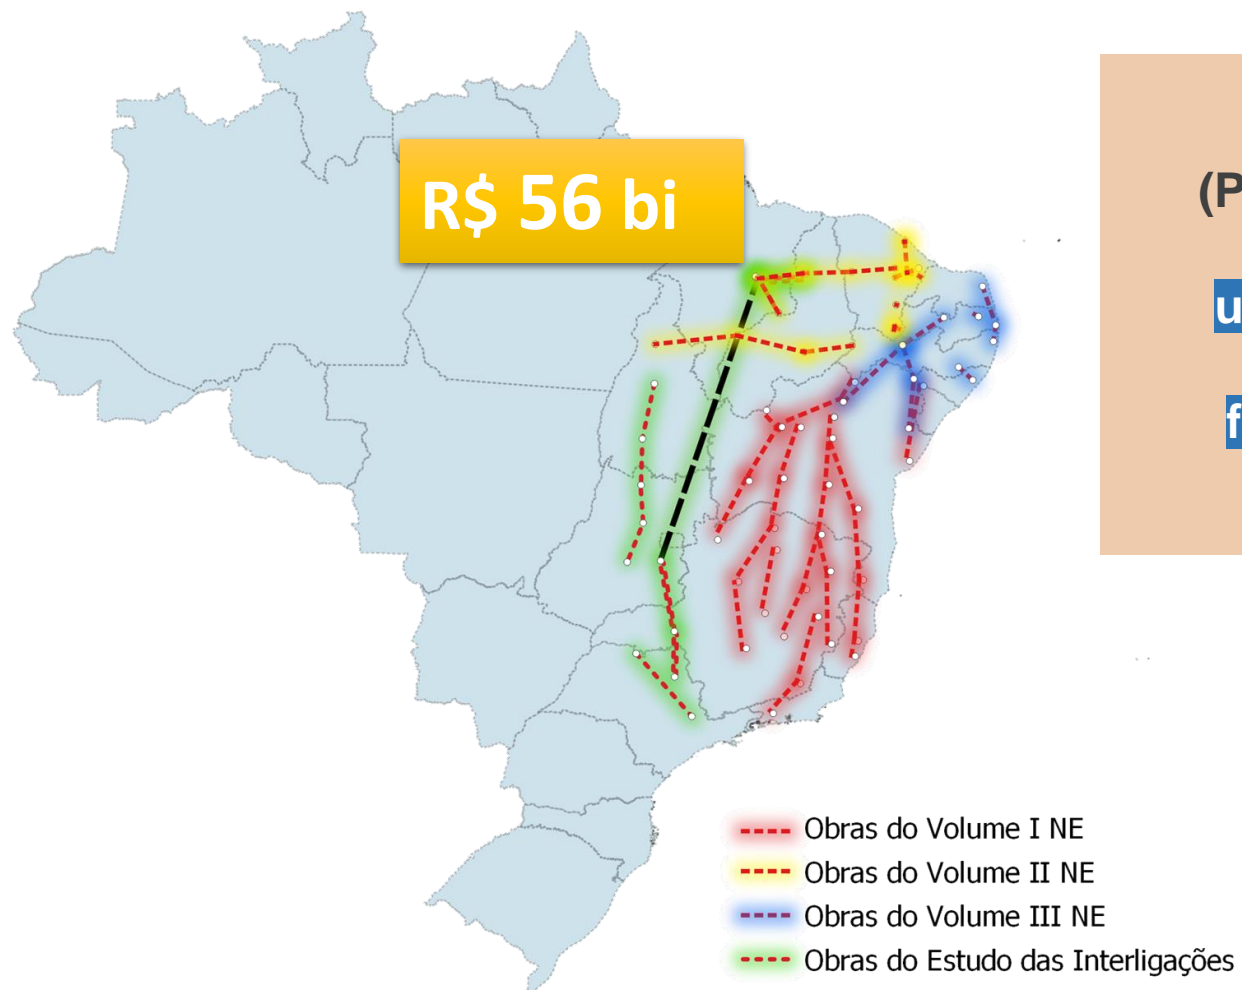 R$ 56 bi
(P
u
f
Obras do Volume I NE
Obras do Volume II NE
Obras do Volume III NE
Obras do Estudo das Interligações